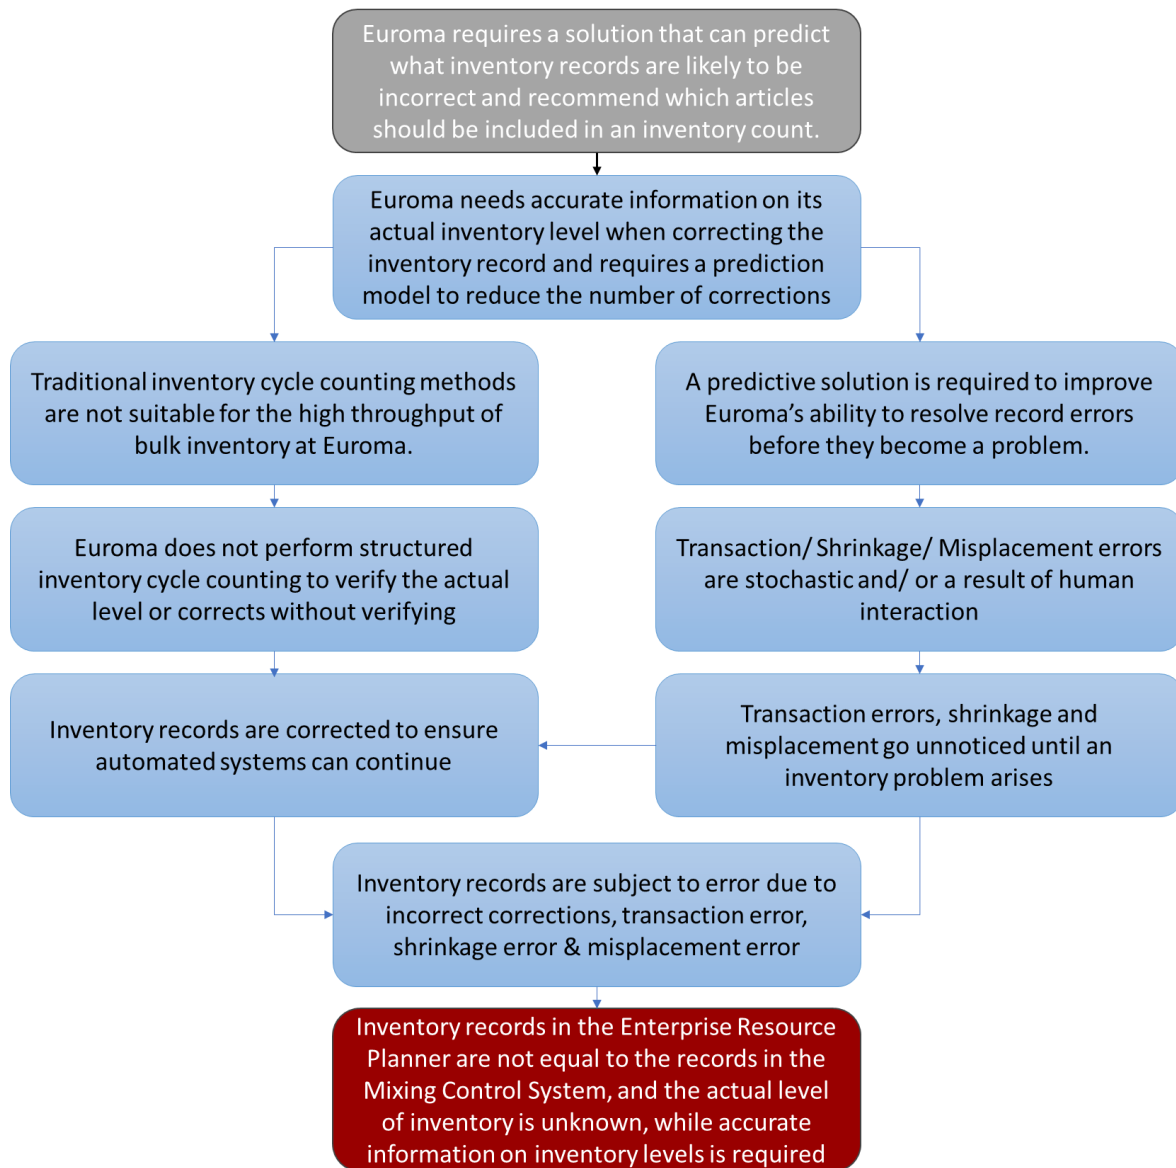 Euroma requires a solution that can predict
what inventory records are likely to be
incorrect and recommend which articles
should be included in an inventory count.
Euroma needs accurate information on its
actual inventory level when correcting the
inventory record and requires a prediction
model to reduce the number of corrections
Traditional inventory cycle counting methods
are not suitable for the high throughput of
bulk inventory at Euroma.
A predictive solution is required to improve
Euroma’s ability to resolve record errors
before they become a problem.
Euroma does not perform structured
inventory cycle counting to verify the actual
level or corrects without verifying
Transaction/ Shrinkage/ Misplacement errors
are stochastic and/ or a result of human
interaction
Inventory records are corrected to ensure
automated systems can continue
Transaction errors, shrinkage and
misplacement go unnoticed until an
inventory problem arises
Inventory records are subject to error due to
incorrect corrections, transaction error,
shrinkage error & misplacement error
Inventory records in the Enterprise Resource
Planner are not equal to the records in the
Mixing Control System, and the actual level
of inventory is unknown, while accurate
information on inventory levels is required